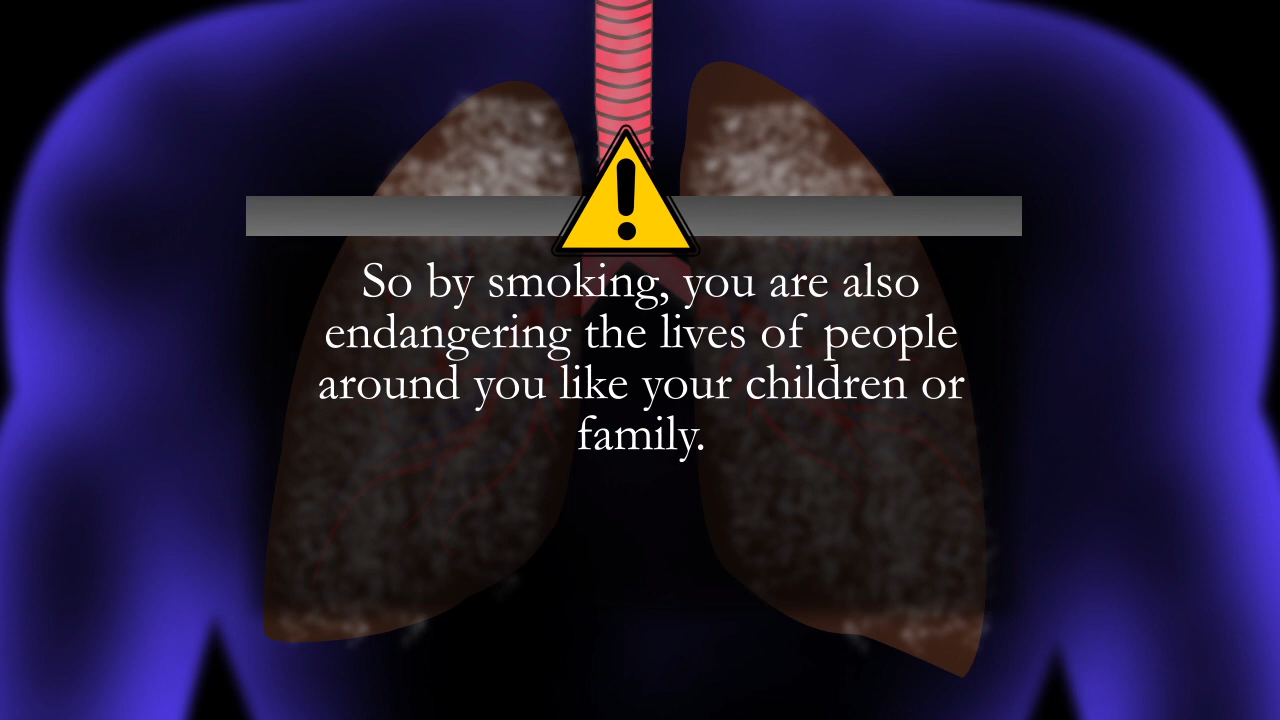 So by smoking, you are also
endangering the lives of people
around you like your children or
family.